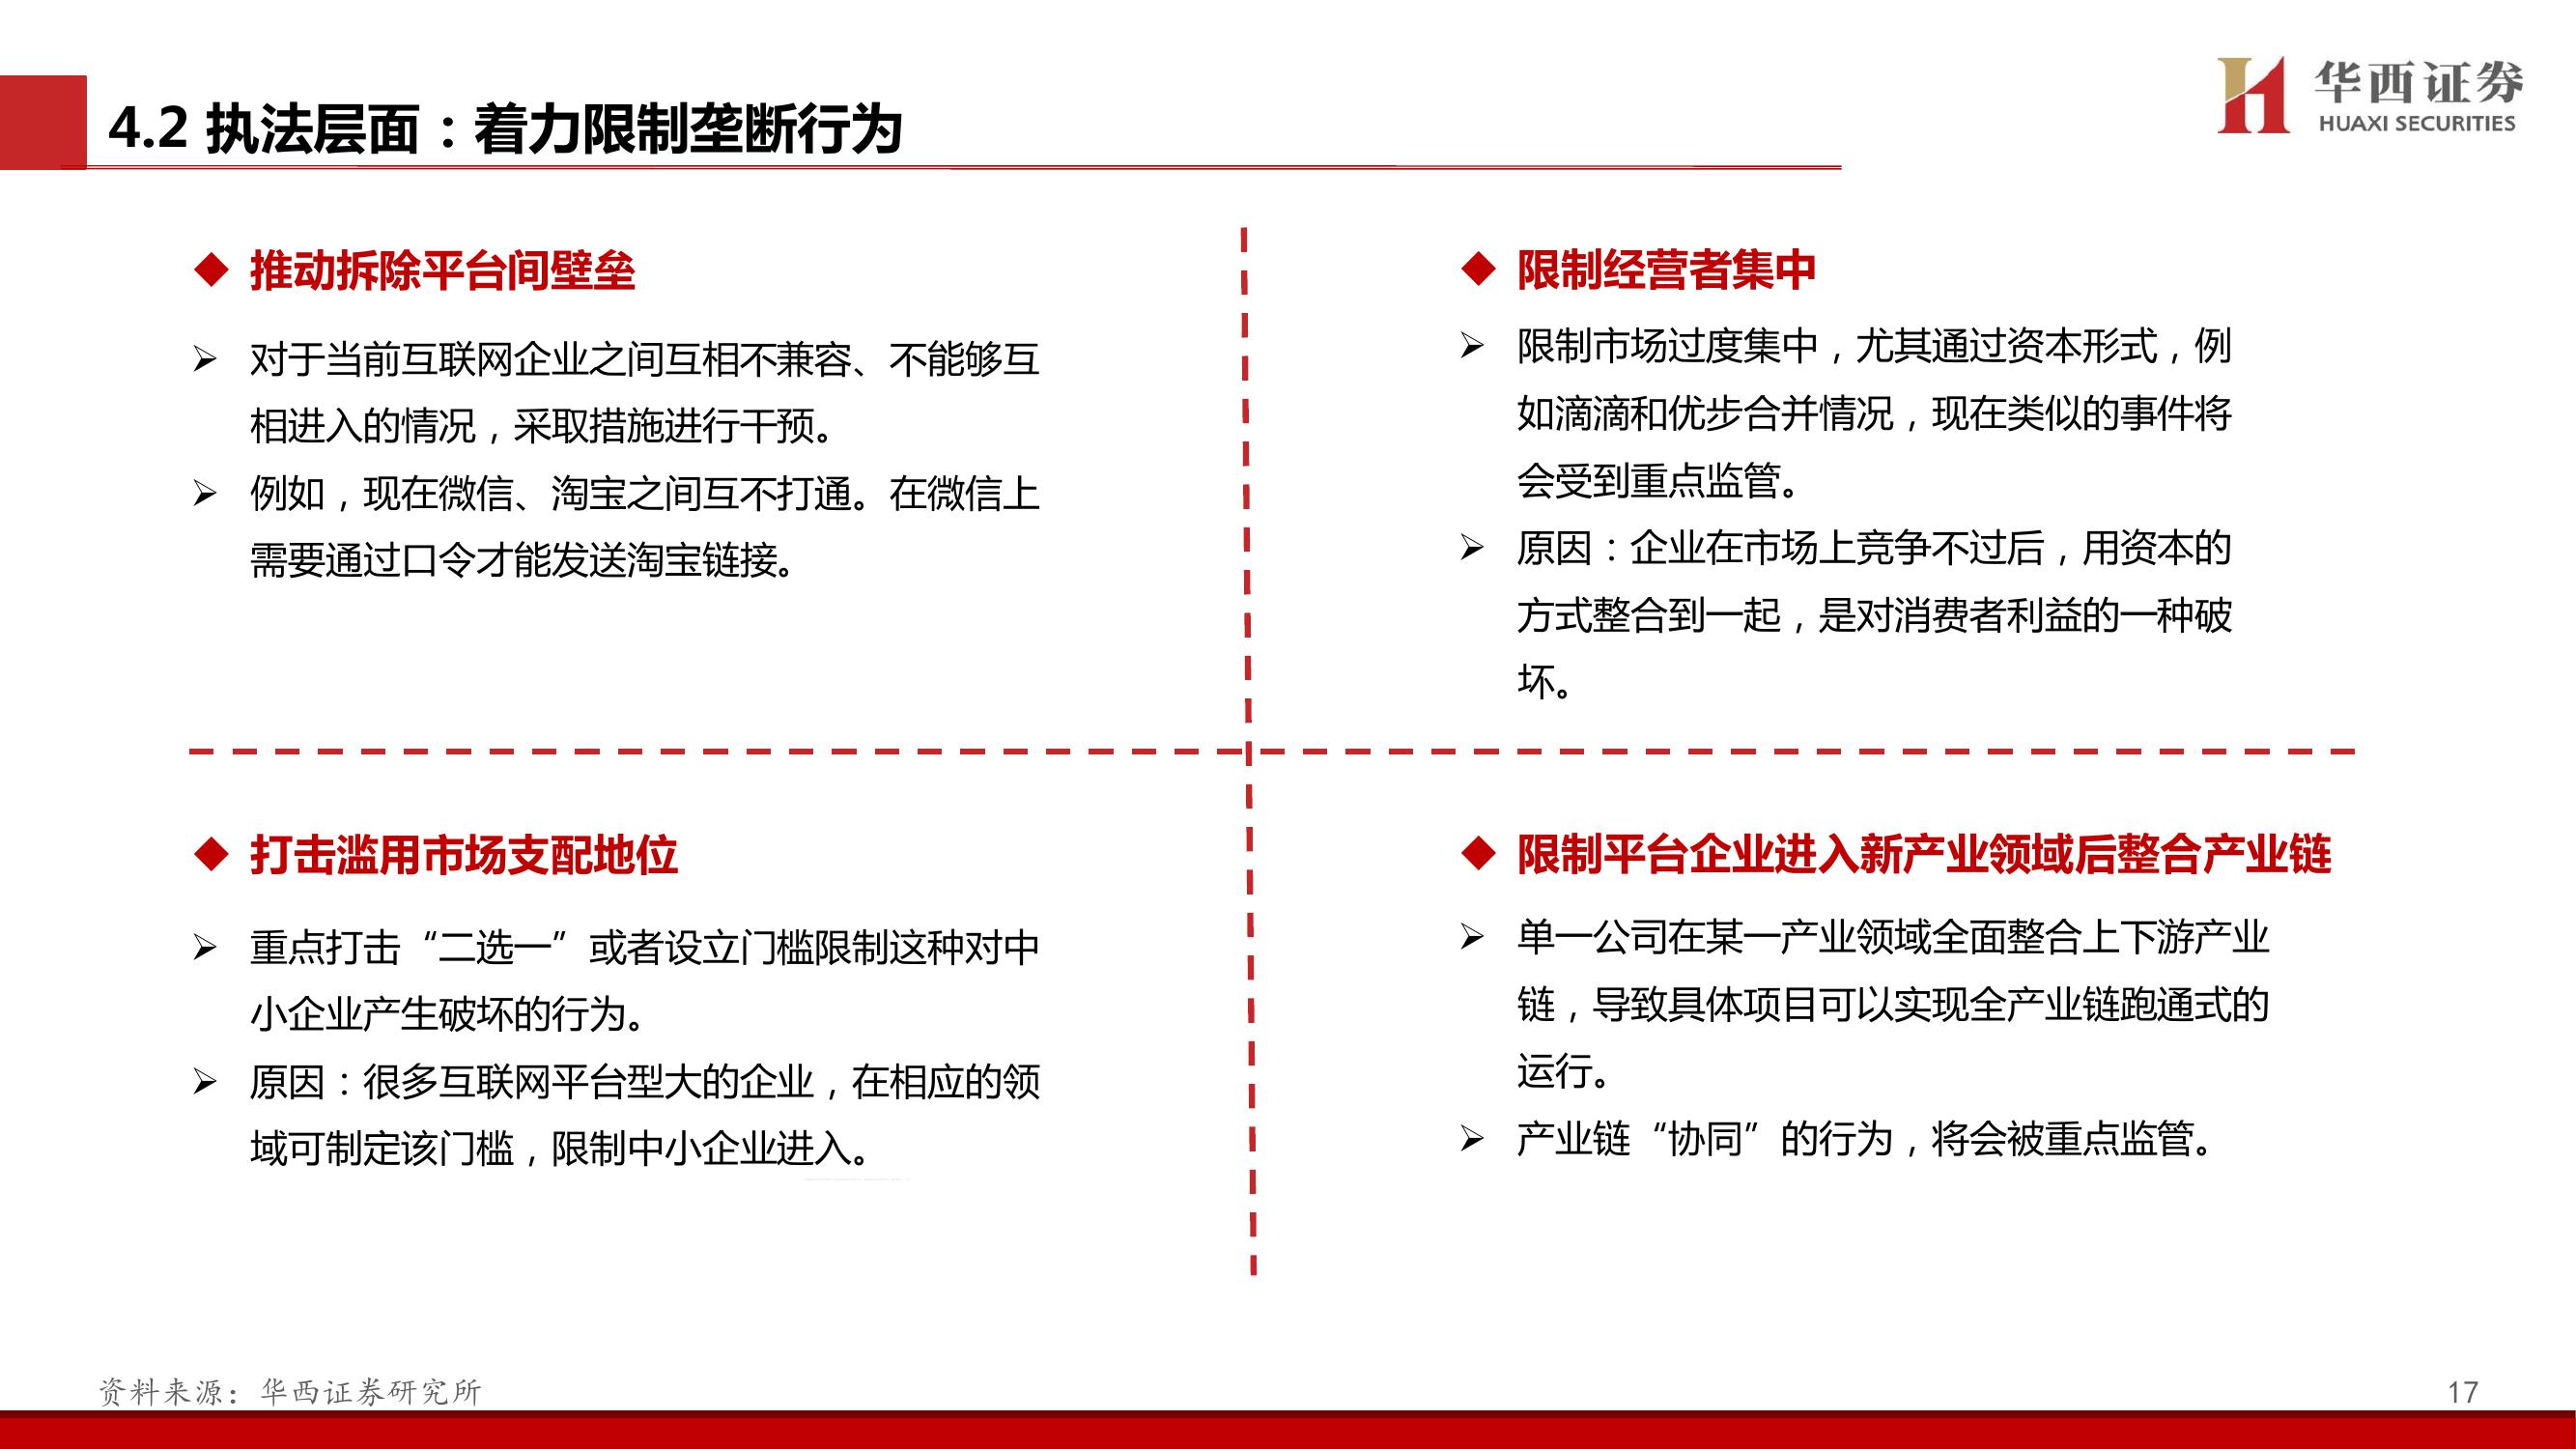 华西证券
HUAXI SECURITIES
4.2 执法层面：着力限制垄断行为
◆ 推动拆除平台间壁垒
➢ 对于当前互联网企业之间互相不兼容、不能够互
相进入的情况，采取措施进行干预。
➢ 例如，现在微信、淘宝之间互不打通。在微信上
需要通过口令才能发送淘宝链接。
◆ 限制经营者集中
➢ 限制市场过度集中，尤其通过资本形式，例
如滴滴和优步合并情况，现在类似的事件将
会受到重点监管。
➢ 原因：企业在市场上竞争不过后，用资本的
方式整合到一起，是对消费者利益的一种破
坏。
◆ 打击滥用市场支配地位
➢ 重点打击“二选一”或者设立门槛限制这种对中
小企业产生破坏的行为。
➢ 原因：很多互联网平台型大的企业，在相应的领
域可制定该门槛，限制中小企业进入。
◆ 限制平台企业进入新产业领域后整合产业链
➢ 单一公司在某一产业领域全面整合上下游产业
链，导致具体项目可以实现全产业链跑通式的
运行。
➢ 产业链“协同”的行为，将会被重点监管。
资料来源：华西证券研究所
17